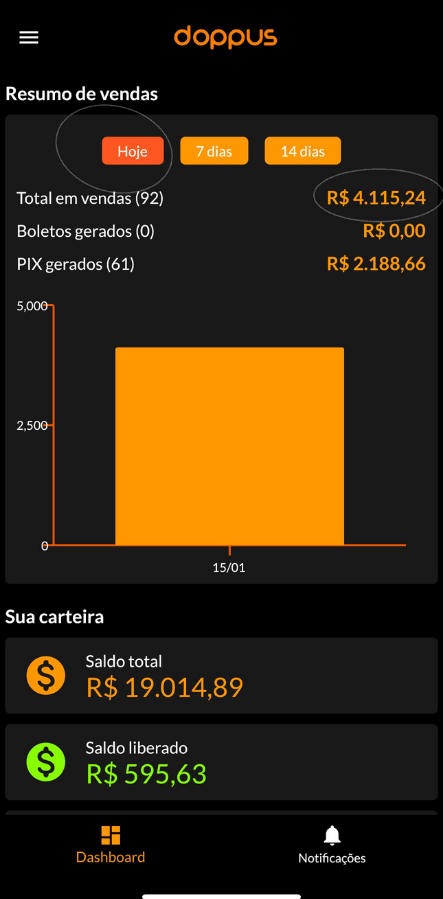 doppus
Resumo de vendas
Hoje 7 dias 14 dias
Total em vendas (92) R$ 4.115,24
Boletos gerados (0) R$ 0,00
PIX gerados (61) R$ 2.188,66
5,000
2,500
0
15/01
Sua carteira
Saldo total
R$ 19.014,89
Saldo liberado
R$ 595,63
Dashboard Notificações